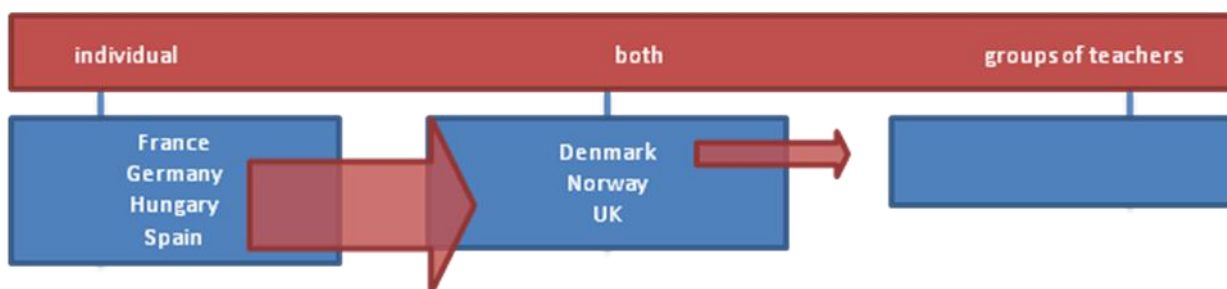 individual both groups of teachers
France
Germany
Hungary
Spain
Denmark
Norway
UK